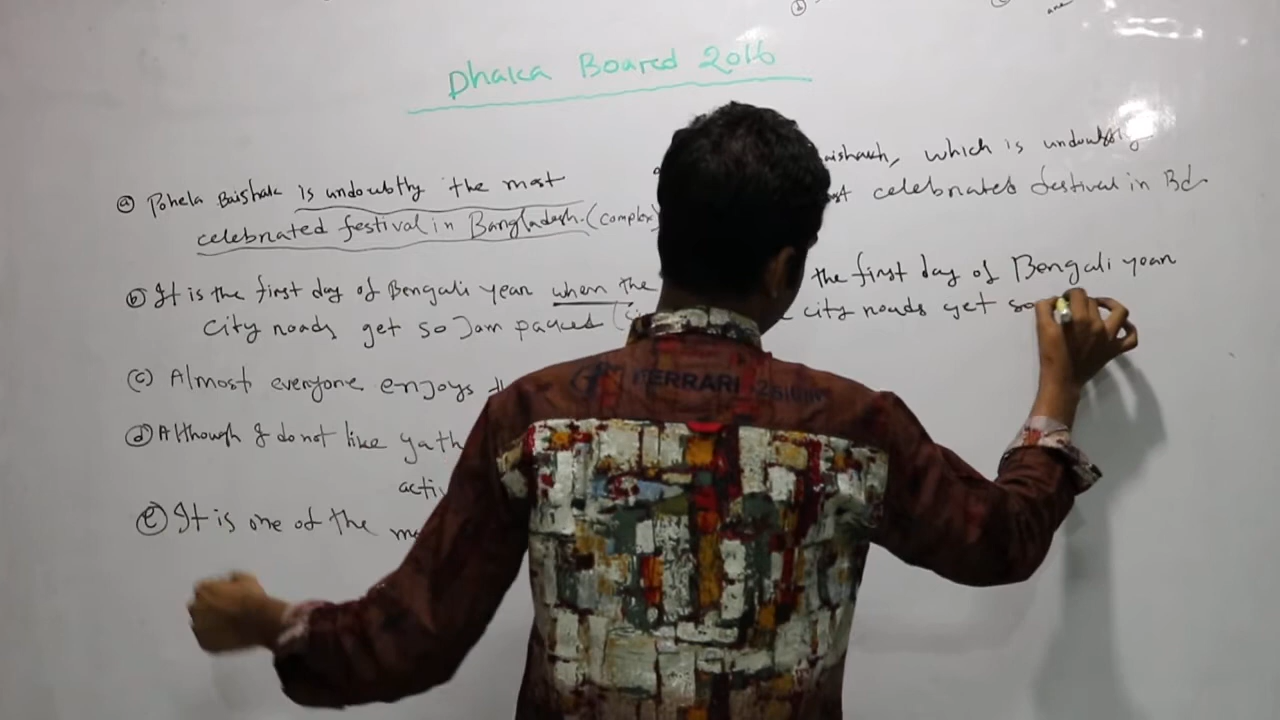 Dhaka Board 2016
(a) Pohela Baishak is undoubtly the most
celebrated festival in Bangladesh. (complex)
(b) It is the first day of Bengali year when the
city roads get so Jam packed
(c) Almost everyone enjoys
(d) Although I do not like gath
activ
(e) It is one of the
which is undoubtly
celebrated festival in Bd
the first day of Bengali year
city roads get so
FERRARI